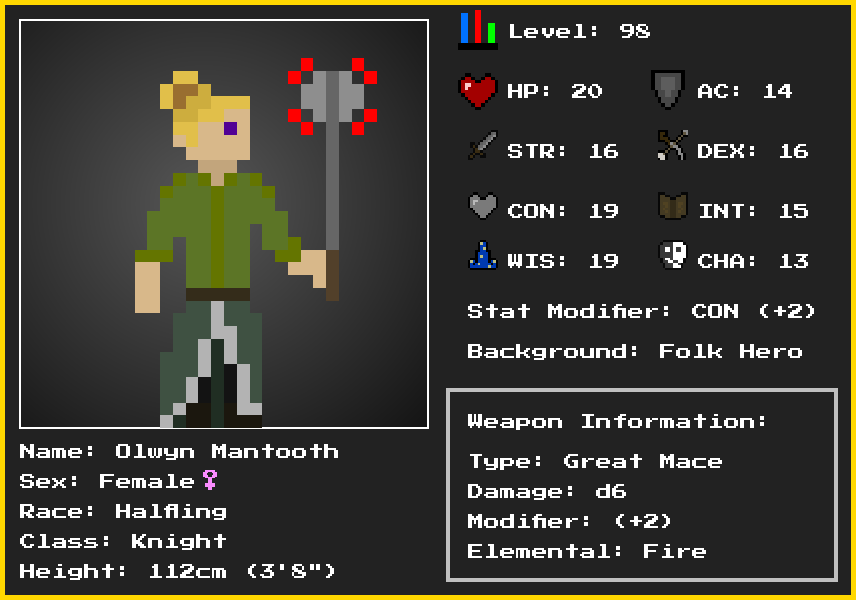 Level: 98
HP: 20 AC: 14
STR: 16 DEX: 16
CON: 19 INT: 15
WIS: 19 CHA: 13
Stat Modifier: CON (+2)
Background: Folk Hero
Weapon Information:
Type: Great Mace
Damage: d6
Modifier: (+2)
Elemental: Fire
Name: Olwyn Mantooth
Sex: Female♀
Race: Halfling
Class: Knight
Height: 112cm (3'8")